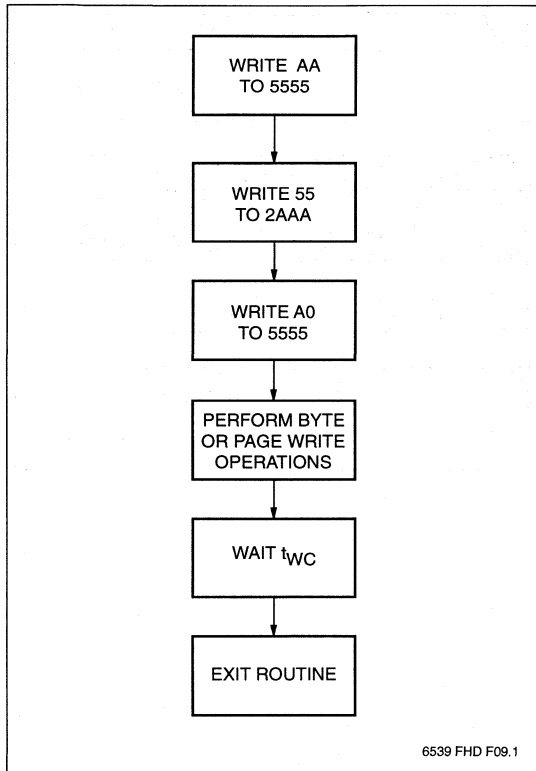 WRITE AA
TO 5555
WRITE 55
TO 2AAA
WRITE A0
TO 5555
PERFORM BYTE
OR PAGE WRITE
OPERATIONS
WAIT tWC
EXIT ROUTINE
6539 FHD F09.1